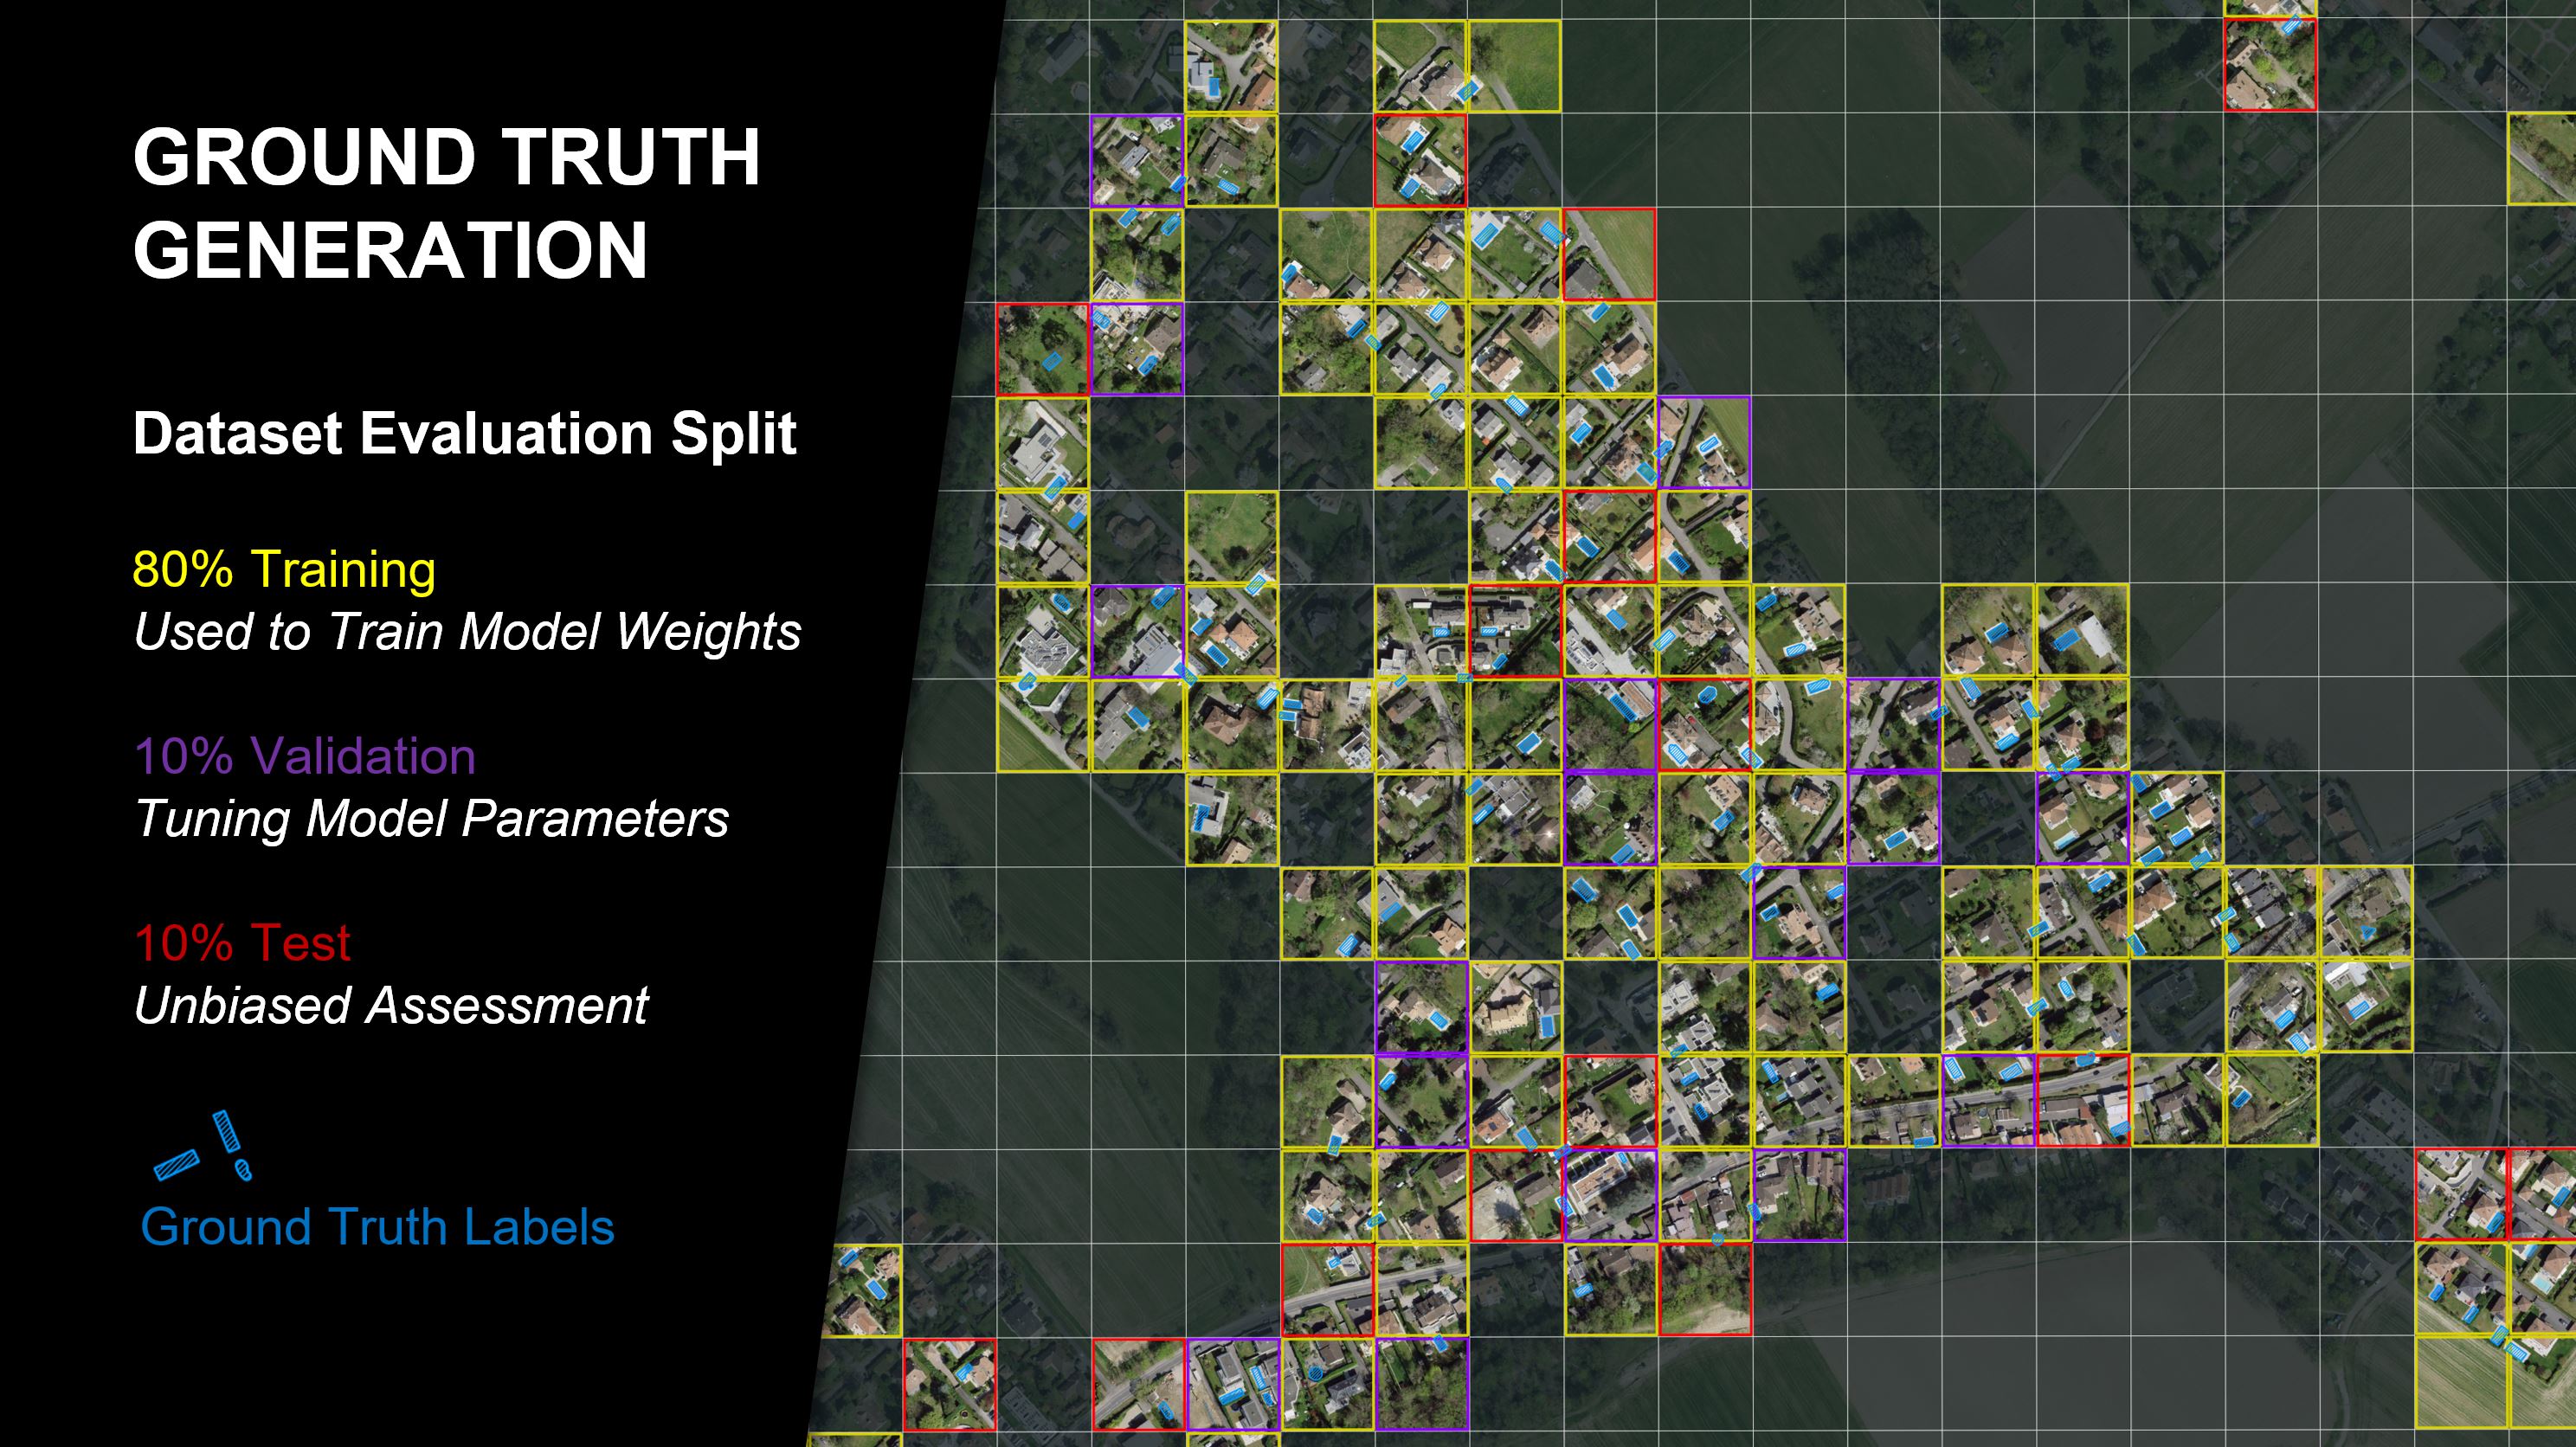 GROUND TRUTH
GENERATION
Dataset Evaluation Split
80% Training
Used to Train Model Weights
10% Validation
Tuning Model Parameters
10% Test
Unbiased Assessment
Ground Truth Labels